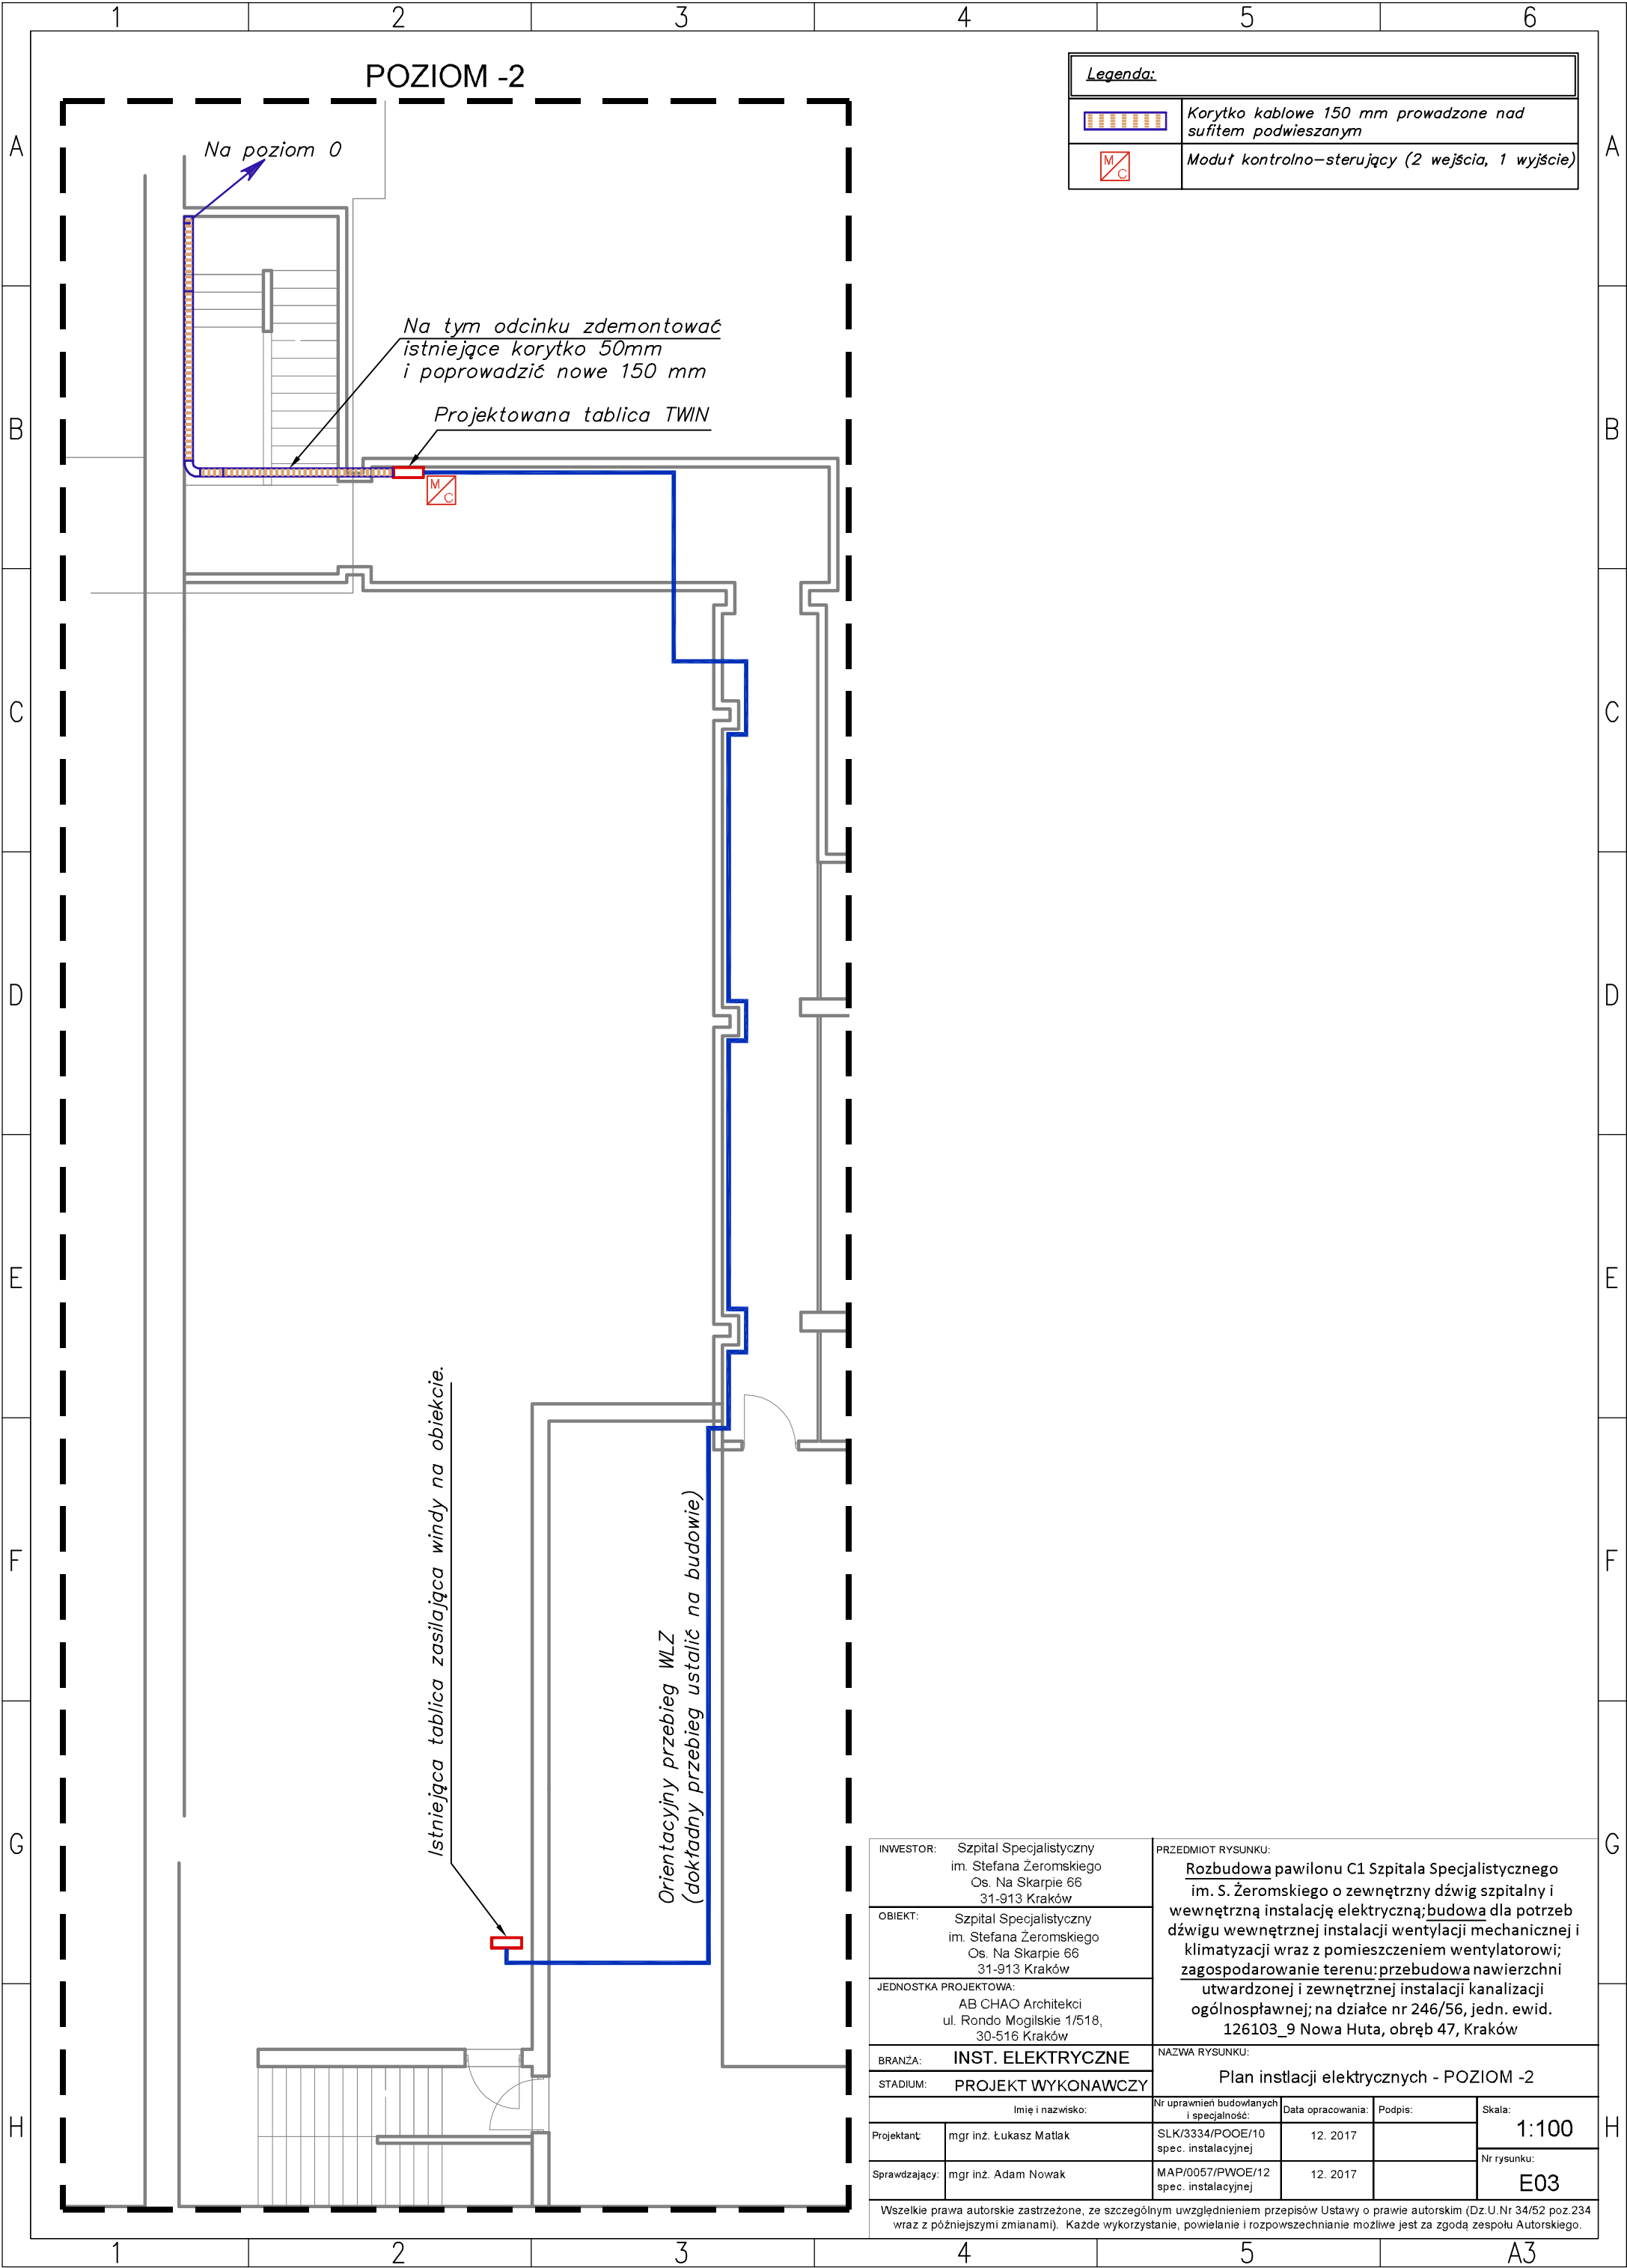 1 2 3 4 5 6
POZIOM -2
Legenda:
Korytko kablowe 150 mm prowadzone nad
sufitem podwieszanym
M
C
Moduł kontrolno-sterujący (2 wejścia, 1 wyjście)
A
A
Na poziom 0
Na tym odcinku zdemontować
istniejące korytko 50mm
i poprowadzić nowe 150 mm
Projektowana tablica TWIN
B
B
M
C
C
C
D
D
E
E
Istniejąca tablica zasilająca windy na obiekcie.
Orientacyjny przebieg WLZ
(dokładny przebieg ustalić na budowie)
F
F
G
G
INWESTOR: Szpital Specjalistyczny
im. Stefana Żeromskiego
Os. Na Skarpie 66
31-913 Kraków
OBIEKT: Szpital Specjalistyczny
im. Stefana Żeromskiego
Os. Na Skarpie 66
31-913 Kraków
JEDNOSTKA PROJEKTOWA:
AB CHAO Architekci
ul. Rondo Mogilskie 1/518,
30-516 Kraków
BRANŻA: INST. ELEKTRYCZNE
STADIUM: PROJEKT WYKONAWCZY
PRZEDMIOT RYSUNKU:
Rozbudowa pawilonu C1 Szpitala Specjalistycznego
im. S. Żeromskiego o zewnętrzny dźwig szpitalny i
wewnętrzną instalację elektryczną; budowa dla potrzeb
dźwigu wewnętrznej instalacji wentylacji mechanicznej i
klimatyzacji wraz z pomieszczeniem wentylatorowi;
zagospodarowanie terenu: przebudowa nawierzchni
utwardzonej i zewnętrznej instalacji kanalizacji
ogólnospławnej; na działce nr 246/56, jedn. ewid.
126103_9 Nowa Huta, obręb 47, Kraków
NAZWA RYSUNKU:
Plan instlacji elektrycznych - POZIOM -2
Imię i nazwisko:
Nr uprawnień budowlanych
i specjalność:
Data opracowania:
Podpis:
Skala:
1:100
H
H
Projektant: mgr inż. Łukasz Matlak
SLK/3334/POOE/10
spec. instalacyjnej
12. 2017
Nr rysunku:
E03
Sprawdzający: mgr inż. Adam Nowak
MAP/0057/PWOE/12
spec. instalacyjnej
12. 2017
Wszelkie prawa autorskie zastrzeżone, ze szczególnym uwzględnieniem przepisów Ustawy o prawie autorskim (Dz.U.Nr 34/52 poz.234
wraz z późniejszymi zmianami). Każde wykorzystanie, powielanie i rozpowszechnianie możliwe jest za zgodą zespołu Autorskiego.
1 2 3 4 5 A3